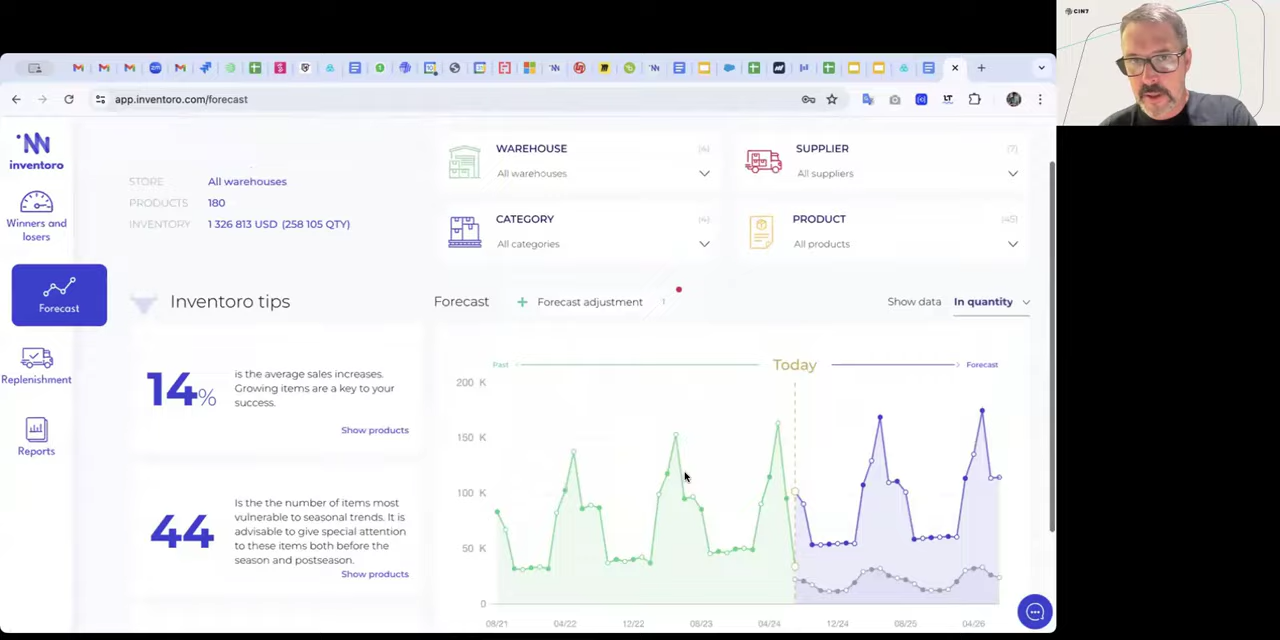 CIN7
app.inventoro.com/forecast
inventoro
Winners and
losers
Forecast
Replenishment
Reports
STORE All warehouses
PRODUCTS 180
INVENTORY 1 326 813 USD (258 105 QTY)
WAREHOUSE (4)
All warehouses
SUPPLIER (7)
All suppliers
CATEGORY (4)
All categories
PRODUCT (45)
All products
Inventoro tips
14%
is the average sales increases.
Growing items are a key to your
success.
Show products
44
Is the the number of items most
vulnerable to seasonal trends. It is
advisable to give special attention
to these items both before the
season and postseason.
Show products
Forecast + Forecast adjustment 1 Show data In quantity
Past Today Forecast
200 K
150 K
100 K
50 K
0
08/21 04/22 12/22 08/23 04/24 12/24 08/25 04/26